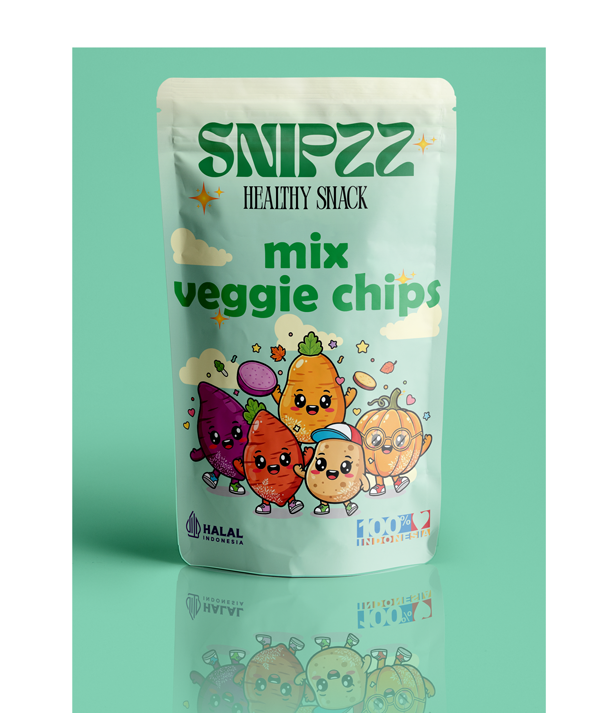 SNIPZZ
HEALTHY SNACK
mix
veggie chips
HALAL
INDONESIA
100%
INDONESIA